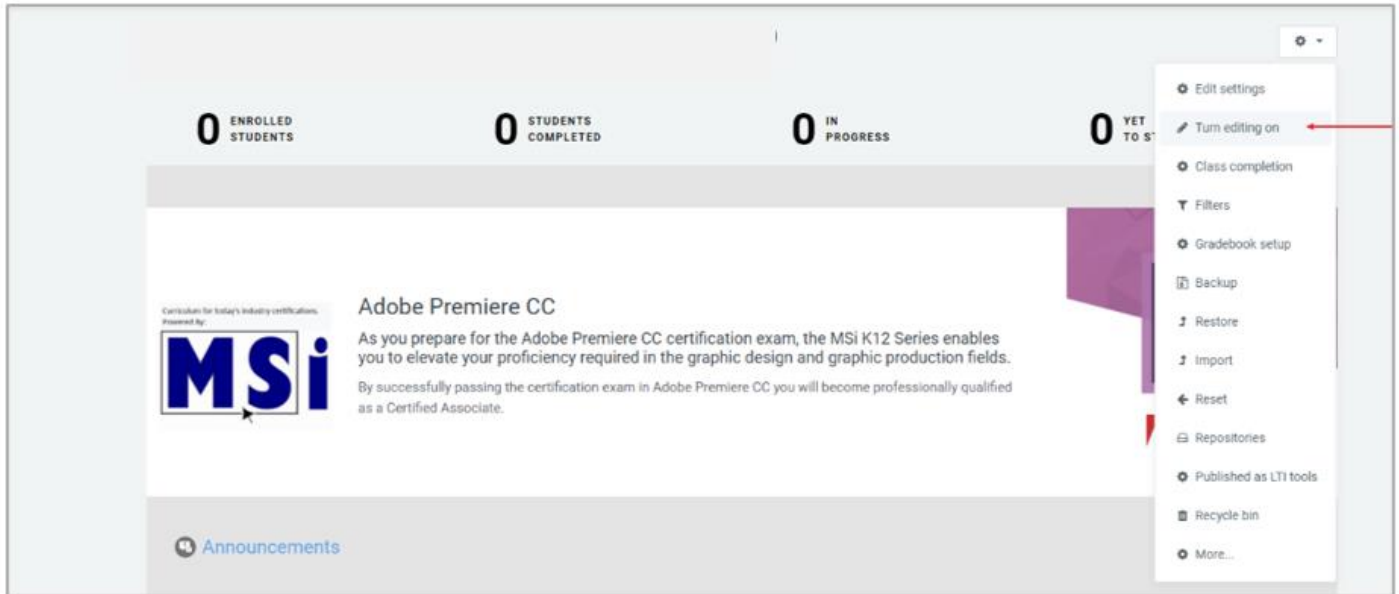 0 ENROLLED STUDENTS
0 STUDENTS COMPLETED
0 IN PROGRESS
0 YET TO ST
Edit settings
Turn editing on
Class completion
Filters
Gradebook setup
Backup
Restore
Import
Reset
Repositories
Published as LTI tools
Recycle bin
More...
Curriculum for today's industry certifications.
Powered by:
MSi
Adobe Premiere CC
As you prepare for the Adobe Premiere CC certification exam, the MSi K12 Series enables
you to elevate your proficiency required in the graphic design and graphic production fields.
By successfully passing the certification exam in Adobe Premiere CC you will become professionally qualified
as a Certified Associate.
Announcements